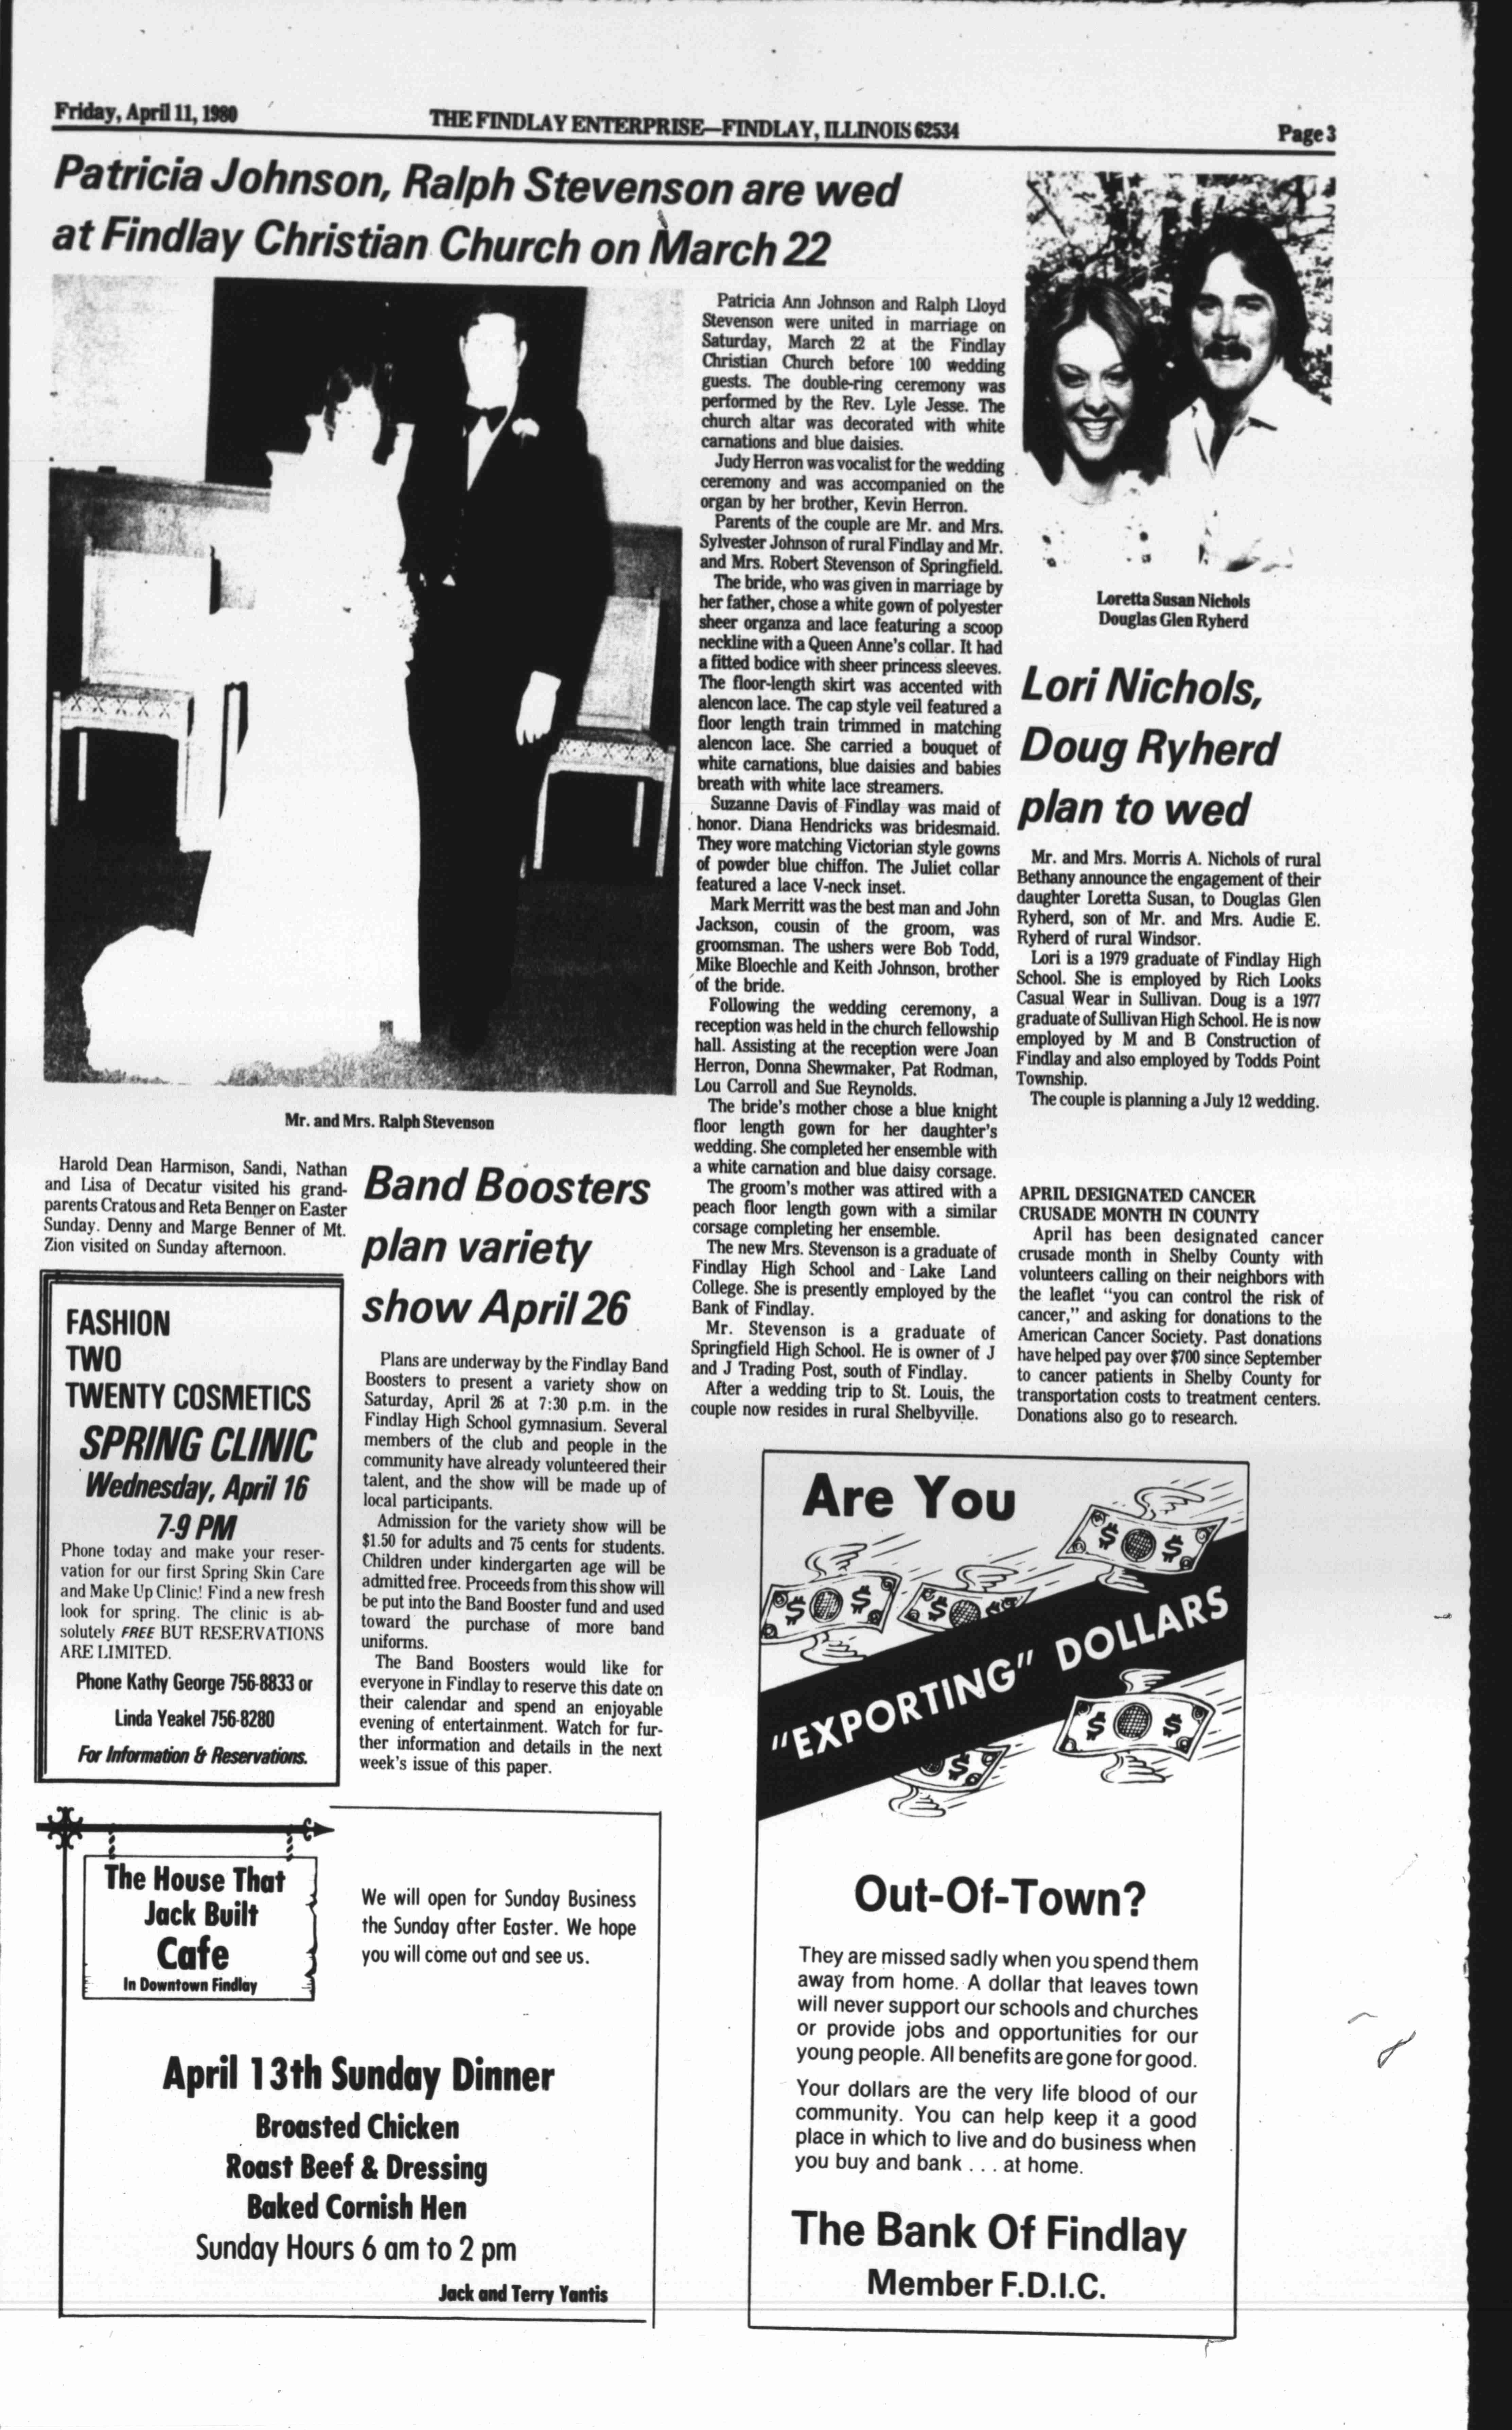 Friday, April 11, 1980
THE FINDLAY ENTERPRISE—FINDLAY, ILLINOIS 62534
Page 3
Patricia Johnson, Ralph Stevenson are wed
at Findlay Christian Church on March 22
Mr. and Mrs. Ralph Stevenson
Patricia Ann Johnson and Ralph Lloyd
Stevenson were united in marriage on
Saturday, March 22 at the Findlay
Christian Church before 100 wedding
guests. The double-ring ceremony was
performed by the Rev. Lyle Jesse. The
church altar was decorated with white
carnations and blue daisies.
Judy Herron was vocalist for the wedding
ceremony and was accompanied on the
organ by her brother, Kevin Herron.
Parents of the couple are Mr. and Mrs.
Sylvester Johnson of rural Findlay and Mr.
and Mrs. Robert Stevenson of Springfield.
The bride, who was given in marriage by
her father, chose a white gown of polyester
sheer organza and lace featuring a scoop
neckline with a Queen Anne's collar. It had
a fitted bodice with sheer princess sleeves.
The floor-length skirt was accented with
alencon lace. The cap style veil featured a
floor length train trimmed in matching
alencon lace. She carried a bouquet of
white carnations, blue daisies and babies
breath with white lace streamers.
Suzanne Davis of Findlay was maid of
honor. Diana Hendricks was bridesmaid.
They wore matching Victorian style gowns
of powder blue chiffon. The Juliet collar
featured a lace V-neck inset.
Mark Merritt was the best man and John
Jackson, cousin of the groom, was
groomsman. The ushers were Bob Todd,
Mike Bloechle and Keith Johnson, brother
of the bride.
Following the wedding ceremony, a
reception was held in the church fellowship
hall. Assisting at the reception were Joan
Herron, Donna Shewmaker, Pat Rodman,
Lou Carroll and Sue Reynolds.
The bride's mother chose a blue knight
floor length gown for her daughter's
wedding. She completed her ensemble with
a white carnation and blue daisy corsage.
The groom's mother was attired with a
peach floor length gown with a similar
corsage completing her ensemble.
The new Mrs. Stevenson is a graduate of
Findlay High School and Lake Land
College. She is presently employed by the
Bank of Findlay.
Mr. Stevenson is a graduate of
Springfield High School. He is owner of J
and J Trading Post, south of Findlay.
After a wedding trip to St. Louis, the
couple now resides in rural Shelbyville.
Loretta Susan Nichols
Douglas Glen Ryherd
Lori Nichols,
Doug Ryherd
plan to wed
Mr. and Mrs. Morris A. Nichols of rural
Bethany announce the engagement of their
daughter Loretta Susan, to Douglas Glen
Ryherd, son of Mr. and Mrs. Audie E.
Ryherd of rural Windsor.
Lori is a 1979 graduate of Findlay High
School. She is employed by Rich Looks
Casual Wear in Sullivan. Doug is a 1977
graduate of Sullivan High School. He is now
employed by M and B Construction of
Findlay and also employed by Todds Point
Township.
The couple is planning a July 12 wedding.
APRIL DESIGNATED CANCER
CRUSADE MONTH IN COUNTY
April has been designated cancer
crusade month in Shelby County with
volunteers calling on their neighbors with
the leaflet "you can control the risk of
cancer," and asking for donations to the
American Cancer Society. Past donations
have helped pay over $700 since September
to cancer patients in Shelby County for
transportation costs to treatment centers.
Donations also go to research.
Harold Dean Harmison, Sandi, Nathan
and Lisa of Decatur visited his grand-
parents Cratous and Reta Benner on Easter
Sunday. Denny and Marge Benner of Mt.
Zion visited on Sunday afternoon.
FASHION
TWO
TWENTY COSMETICS
SPRING CLINIC
Wednesday, April 16
7-9 PM
Phone today and make your reser-
vation for our first Spring Skin Care
and Make Up Clinic! Find a new fresh
look for spring. The clinic is ab-
solutely FREE BUT RESERVATIONS
ARE LIMITED.
Phone Kathy George 756-8833 or
Linda Yeakel 756-8280
For Information & Reservations.
Band Boosters
plan variety
show April 26
Plans are underway by the Findlay Band
Boosters to present a variety show on
Saturday, April 26 at 7:30 p.m. in the
Findlay High School gymnasium. Several
members of the club and people in the
community have already volunteered their
talent, and the show will be made up of
local participants.
Admission for the variety show will be
$1.50 for adults and 75 cents for students.
Children under kindergarten age will be
admitted free. Proceeds from this show will
be put into the Band Booster fund and used
toward the purchase of more band
uniforms.
The Band Boosters would like for
everyone in Findlay to reserve this date on
their calendar and spend an enjoyable
evening of entertainment. Watch for fur-
ther information and details in the next
week's issue of this paper.
The House That
Jack Built
Cafe
In Downtown Findlay
We will open for Sunday Business
the Sunday after Easter. We hope
you will come out and see us.
April 13th Sunday Dinner
Broasted Chicken
Roast Beef & Dressing
Baked Cornish Hen
Sunday Hours 6 am to 2 pm
Jack and Terry Yantis
Are You
"EXPORTING" DOLLARS
Out-Of-Town?
They are missed sadly when you spend them
away from home. A dollar that leaves town
will never support our schools and churches
or provide jobs and opportunities for our
young people. All benefits are gone for good.
Your dollars are the very life blood of our
community. You can help keep it a good
place in which to live and do business when
you buy and bank . . . at home.
The Bank Of Findlay
Member F.D.I.C.